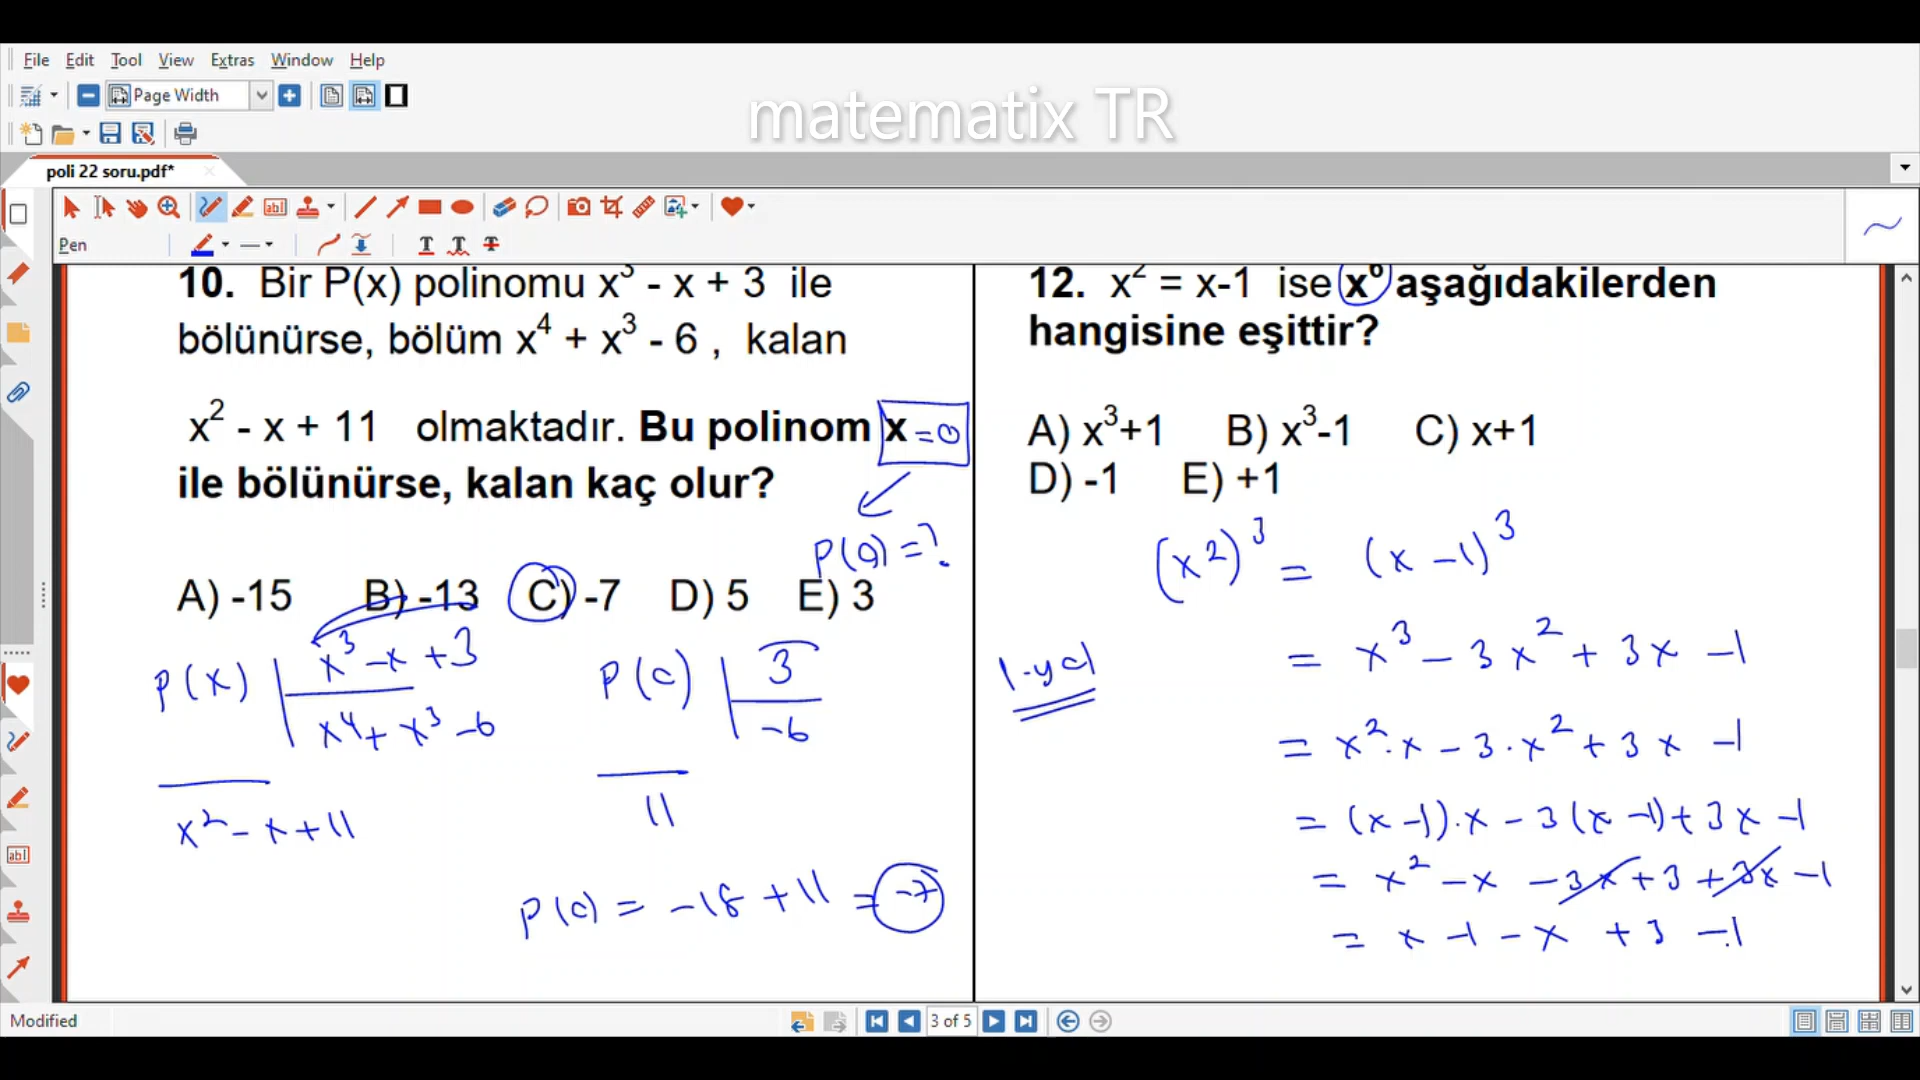 File Edit Tool View Extras Window Help
Page Width
matematix TR
poli 22 soru.pdf*
Pen
10. Bir P(x) polinomu x³ - x + 3 ile
bölünürse, bölüm x⁴ + x³ - 6 , kalan
x² - x + 11 olmaktadır. Bu polinom x = 0
ile bölünürse, kalan kaç olur?
P(0) = ?
A) -15 B) -13 C) -7 D) 5 E) 3
P(x) x³ - x + 3
x⁴ + x³ - 6
x² - x + 11
P(0) 3
-6
11
P(0) = -18 + 11 = -7
12. x² = x-1 ise x⁶ aşağıdakilerden
hangisine eşittir?
A) x³+1 B) x³-1 C) x+1
D) -1 E) +1
(x²)³ = (x - 1)³
1-yol
= x³ - 3x² + 3x - 1
= x².x - 3.x² + 3x - 1
= (x - 1).x - 3(x - 1) + 3x - 1
= x² - x - 3x + 3 + 3x - 1
= x - 1 - x + 3 - 1
Modified
3 of 5